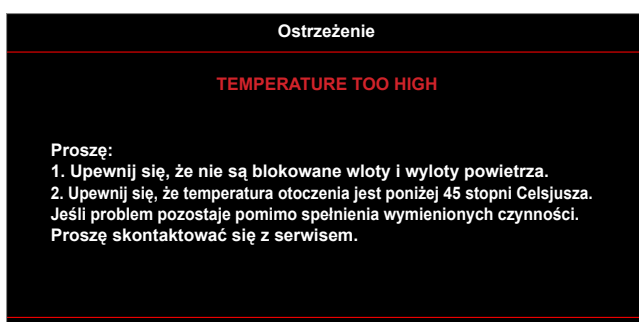 Ostrzeżenie
TEMPERATURE TOO HIGH
Proszę:
1. Upewnij się, że nie są blokowane wloty i wyloty powietrza.
2. Upewnij się, że temperatura otoczenia jest poniżej 45 stopni Celsjusza.
Jeśli problem pozostaje pomimo spełnienia wymienionych czynności.
Proszę skontaktować się z serwisem.